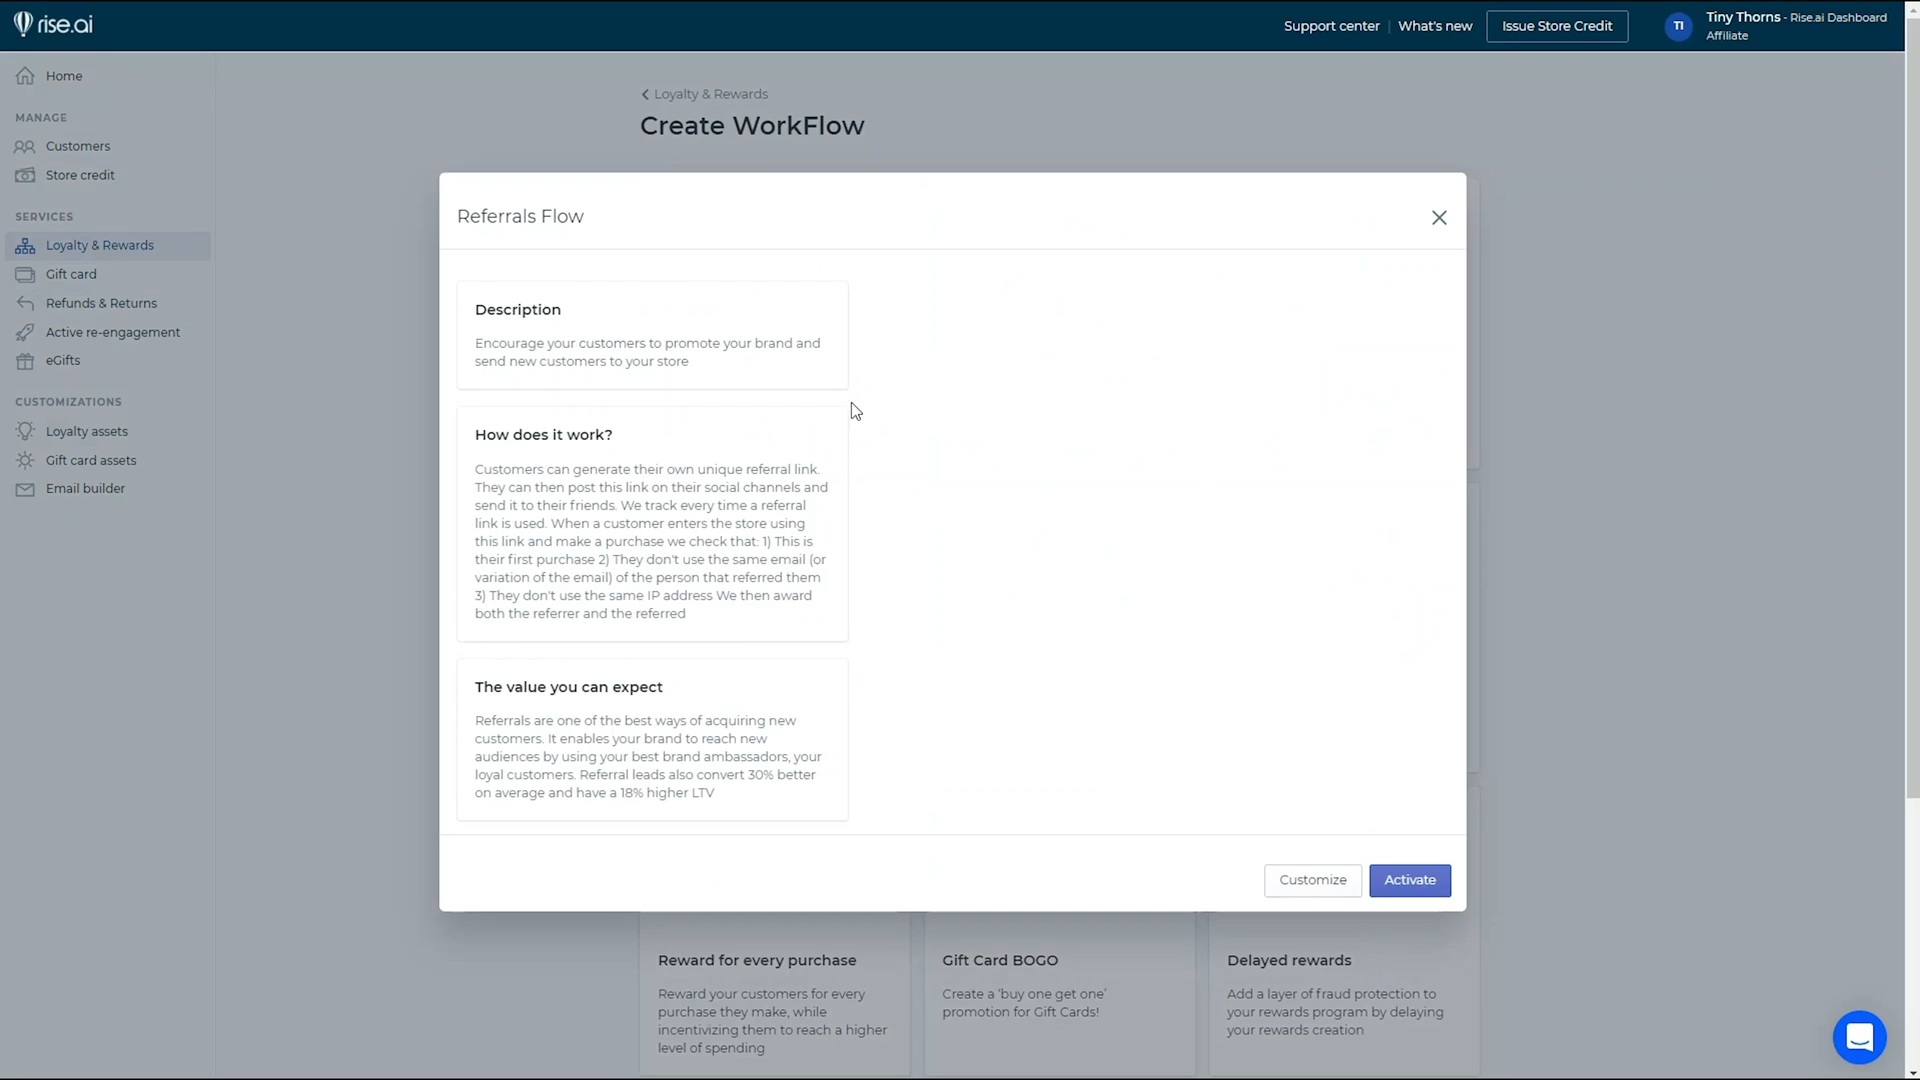 rise.ai
Support center | What's new
Issue Store Credit
TI
Tiny Thorns - Rise.ai Dashboard
Affiliate
Home
MANAGE
Customers
Store credit
SERVICES
Loyalty & Rewards
Gift card
Refunds & Returns
Active re-engagement
eGifts
CUSTOMIZATIONS
Loyalty assets
Gift card assets
Email builder
Loyalty & Rewards
Create WorkFlow
Referrals Flow
Description
Encourage your customers to promote your brand and
send new customers to your store
How does it work?
Customers can generate their own unique referral link.
They can then post this link on their social channels and
send it to their friends. We track every time a referral
link is used. When a customer enters the store using
this link and make a purchase we check that: 1) This is
their first purchase 2) They don't use the same email (or
variation of the email) of the person that referred them
3) They don't use the same IP address We then award
both the referrer and the referred
The value you can expect
Referrals are one of the best ways of acquiring new
customers. It enables your brand to reach new
audiences by using your best brand ambassadors, your
loyal customers. Referral leads also convert 30% better
on average and have a 18% higher LTV
Customize
Activate
Reward for every purchase
Reward your customers for every
purchase they make, while
incentivizing them to reach a higher
level of spending
Gift Card BOGO
Create a 'buy one get one'
promotion for Gift Cards!
Delayed rewards
Add a layer of fraud protection to
your rewards program by delaying
your rewards creation